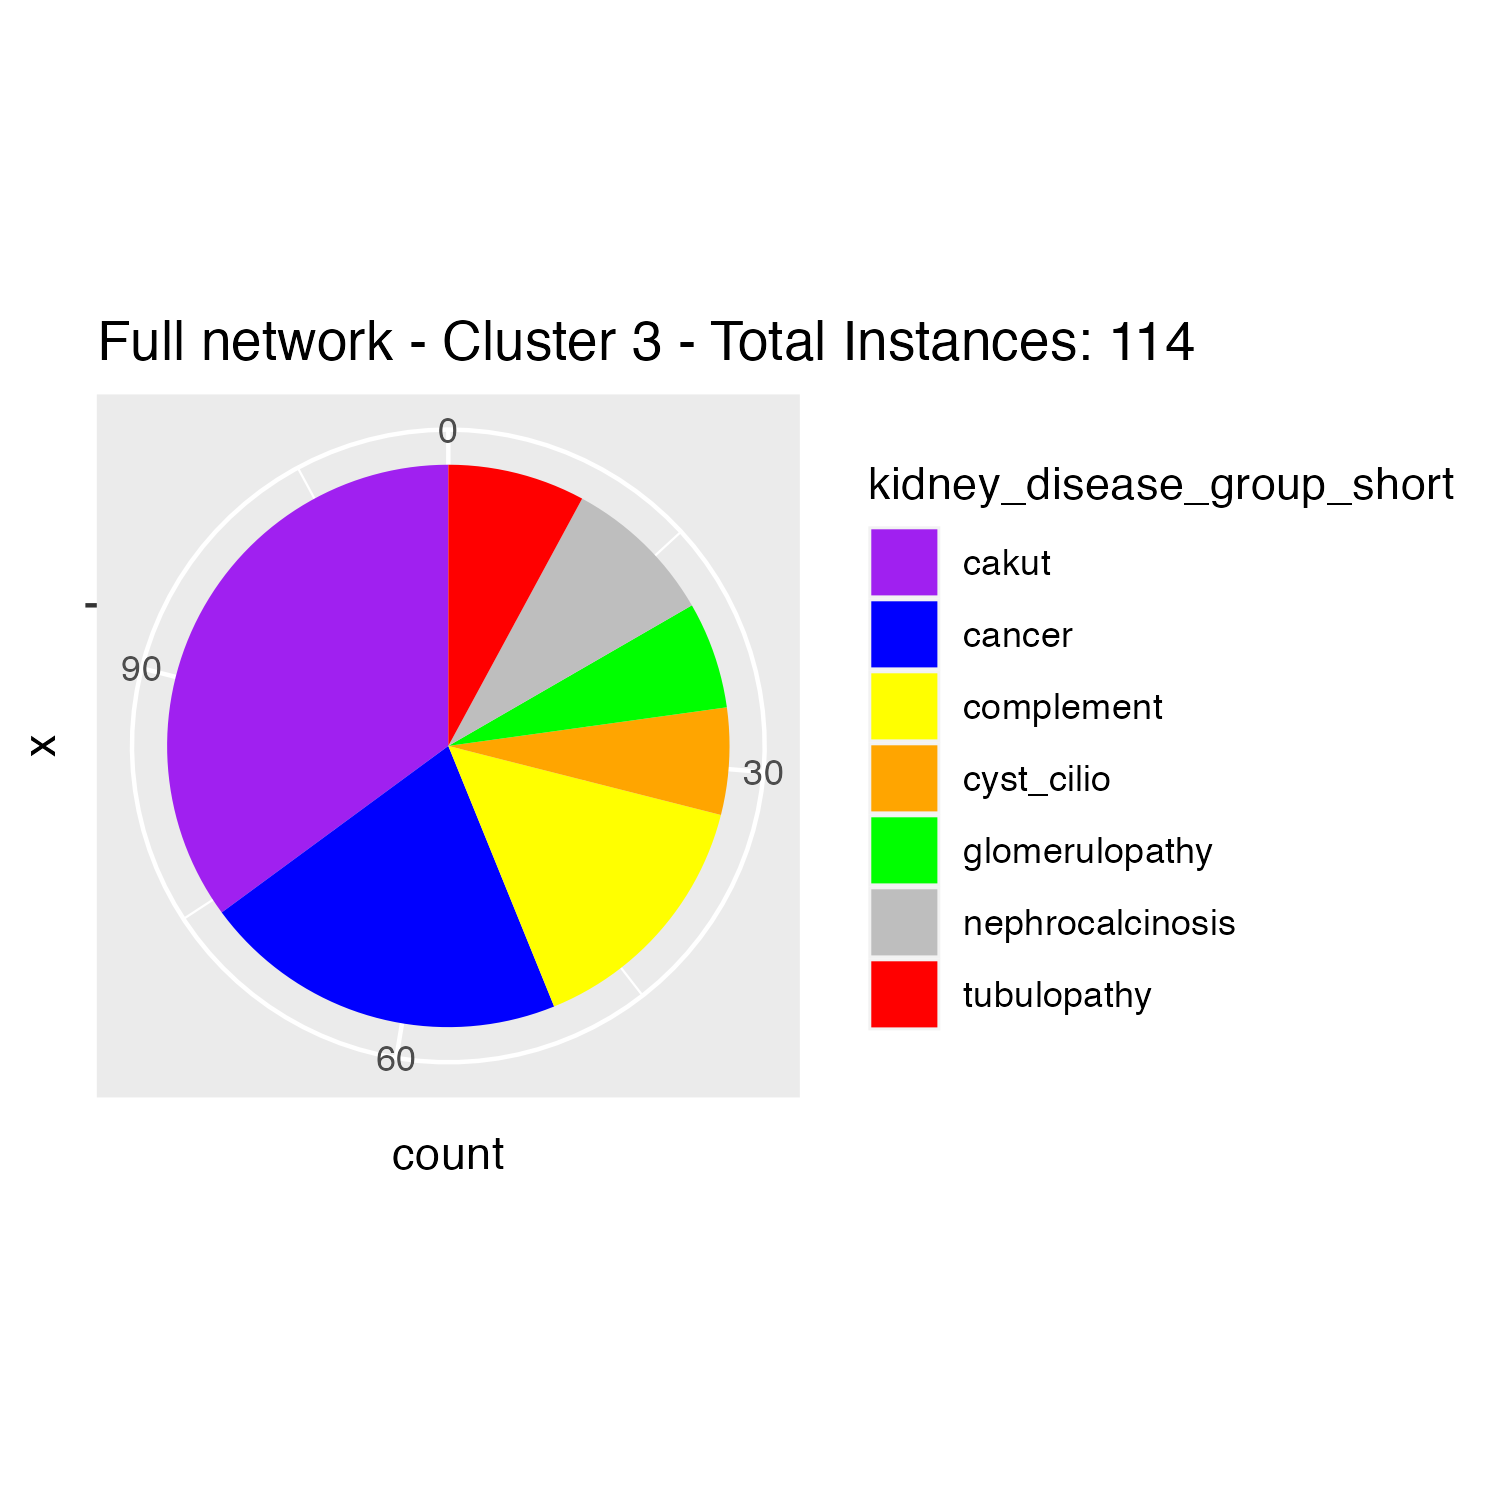 Full network - Cluster 3 - Total Instances: 114
0
30
60
90
x
count
kidney_disease_group_short
cakut
cancer
complement
cyst_cilio
glomerulopathy
nephrocalcinosis
tubulopathy